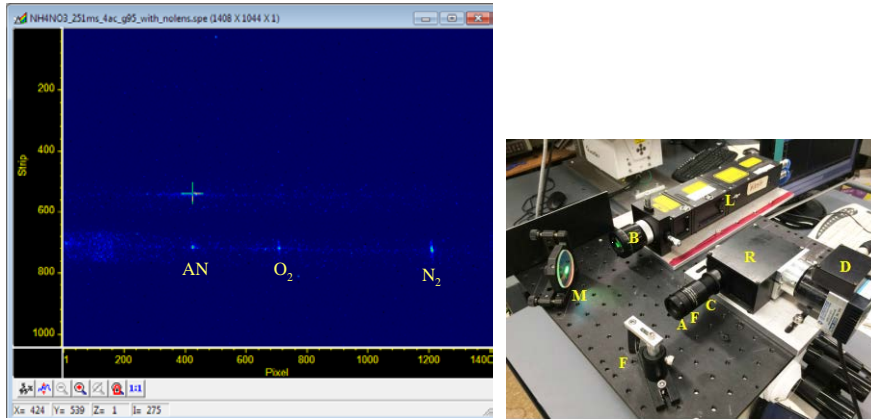 NH4NO3_251ms_4ac_g95_with_nolens.spe (1408 X 1044 X 1)
200
400
600
800
1000
Strip
AN
O₂
N₂
1
200
400
600
800
1000
1200
140
Pixel
1:1
X= 424 Y= 539 Z= 1 I= 275
L
B
R
D
M
C
F
A
F